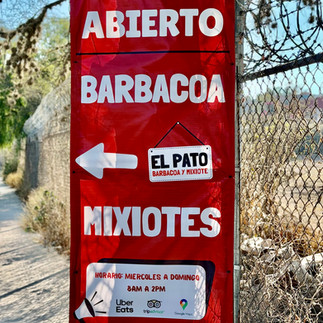 ABIERTO
BARBACOA
EL PATO
BARBACOA Y MIXIOTE
MIXIOTES
HORARIO: MIERCOLES A DOMINGO
8AM A 2PM
Uber
Eats